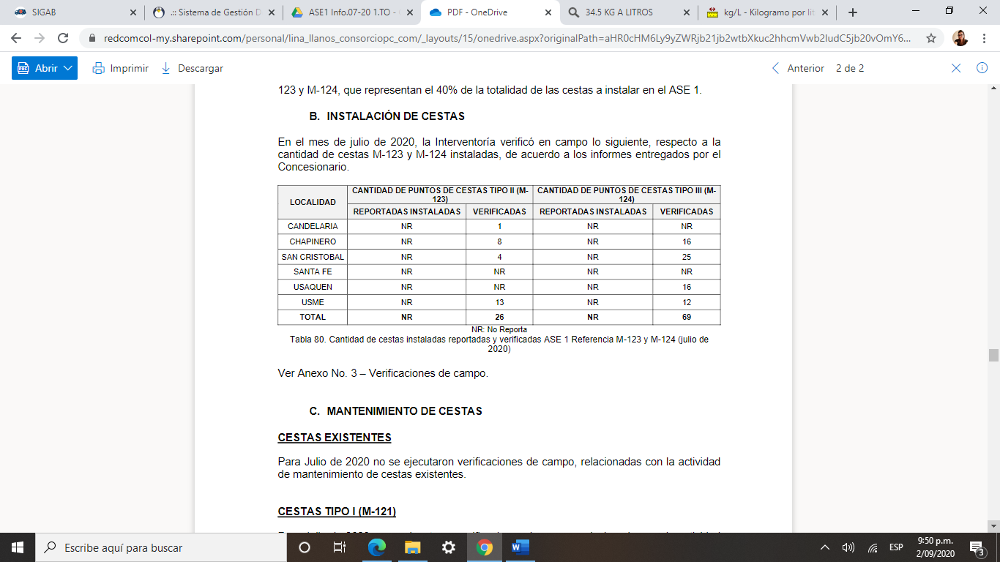 SIGAB
.:: Sistema de Gestión D
ASE1 Info.07-20 1.TO -
PDF - OneDrive
34.5 KG A LITROS
kg/L - Kilogramo por lit
redcomcol-my.sharepoint.com/personal/lina_llanos_consorciopc_com/_layouts/15/onedrive.aspx?originalPath=aHR0cHM6Ly9yZWRjb21jb2wtbXkuc2hhcmVwb2ludC5jb20vOmY6...
Abrir
Imprimir
Descargar
Anterior
2 de 2
123 y M-124, que representan el 40% de la totalidad de las cestas a instalar en el ASE 1.
B. INSTALACIÓN DE CESTAS
En el mes de julio de 2020, la Interventoría verificó en campo lo siguiente, respecto a la
cantidad de cestas M-123 y M-124 instaladas, de acuerdo a los informes entregados por el
Concesionario.
LOCALIDAD
CANTIDAD DE PUNTOS DE CESTAS TIPO II (M-
123)
CANTIDAD DE PUNTOS DE CESTAS TIPO III (M-
124)
REPORTADAS INSTALADAS VERIFICADAS REPORTADAS INSTALADAS VERIFICADAS
CANDELARIA NR 1 NR NR
CHAPINERO NR 8 NR 16
SAN CRISTOBAL NR 4 NR 25
SANTA FE NR NR NR NR
USAQUEN NR NR NR 16
USME NR 13 NR 12
TOTAL NR 26 NR 69
NR: No Reporta
Tabla 80. Cantidad de cestas instaladas reportadas y verificadas ASE 1 Referencia M-123 y M-124 (julio de
2020)
Ver Anexo No. 3 – Verificaciones de campo.
C. MANTENIMIENTO DE CESTAS
CESTAS EXISTENTES
Para Julio de 2020 no se ejecutaron verificaciones de campo, relacionadas con la actividad
de mantenimiento de cestas existentes.
CESTAS TIPO I (M-121)
Escribe aquí para buscar
ESP
9:50 p.m.
2/09/2020
3